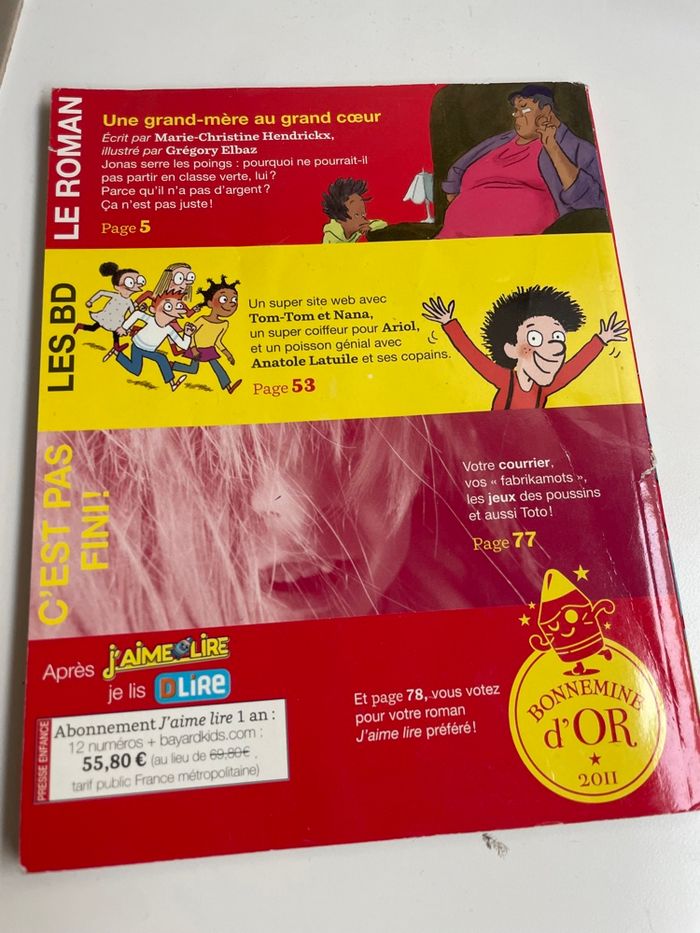 LE ROMAN
Une grand-mère au grand cœur
Écrit par Marie-Christine Hendrickx,
illustré par Grégory Elbaz
Jonas serre les poings : pourquoi ne pourrait-il
pas partir en classe verte, lui ?
Parce qu'il n'a pas d'argent ?
Ça n'est pas juste !
Page 5
LES BD
Un super site web avec
Tom-Tom et Nana,
un super coiffeur pour Ariol,
et un poisson génial avec
Anatole Latuile et ses copains.
Page 53
C'EST PAS
FINI !
Votre courrier,
vos « fabrikamots »,
les jeux des poussins
et aussi Toto !
Page 77
Après J'AIME LIRE
je lis DLIRE
PRESSE ENFANCE
Abonnement J'aime lire 1 an :
12 numéros + bayardkids.com :
55,80 € (au lieu de 69,80€ ,
tarif public France métropolitaine)
Et page 78, vous votez
pour votre roman
J'aime lire préféré !
BONNEMINE
d'OR
2011